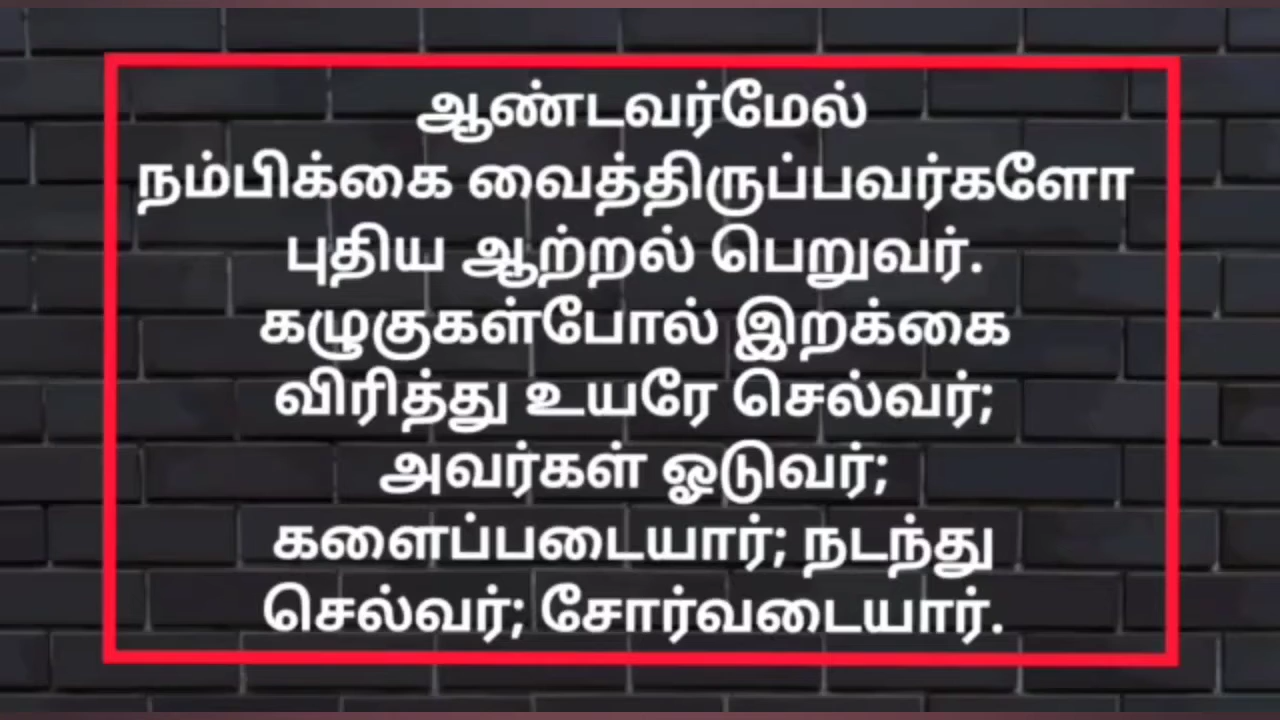 ஆண்டவர்மேல்
நம்பிக்கை வைத்திருப்பவர்களோ
புதிய ஆற்றல் பெறுவர்.
கழுகுகள்போல் இறக்கை
விரித்து உயரே செல்வர்;
அவர்கள் ஓடுவர்;
களைப்படையார்; நடந்து
செல்வர்; சோர்வடையார்.